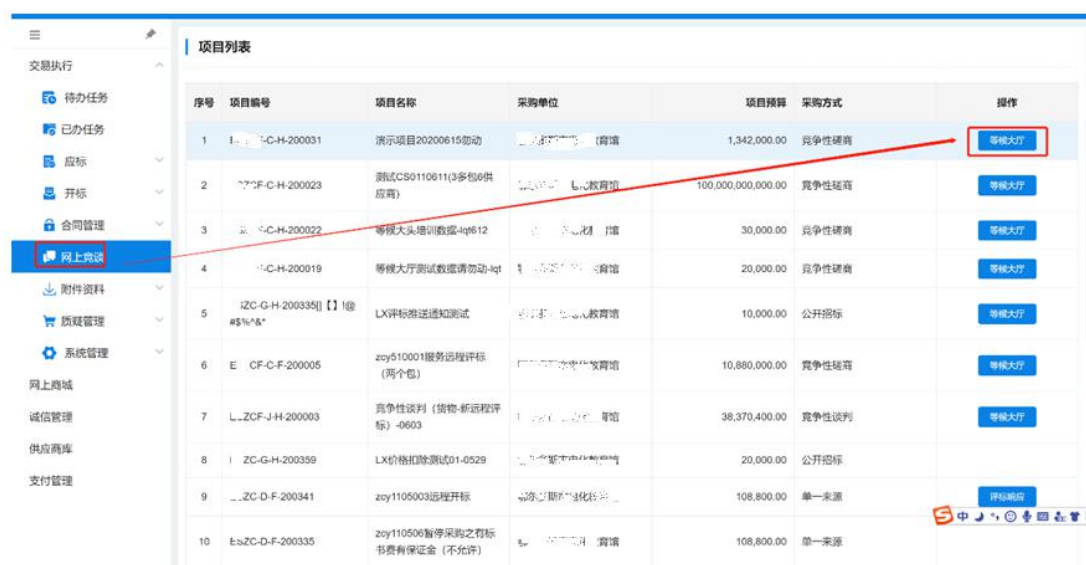 项目列表
交易执行
待办任务
已办任务
应标
开标
合同管理
网上竞谈
附件资料
质疑管理
系统管理
网上商城
诚信管理
供应商库
支付管理
序号 项目编号 项目名称 采购单位 项目预算 采购方式 操作
1 -C-H-200031 演示项目20200615勿动 教育馆 1,342,000.00 竞争性磋商 等候大厅
2 CF-C-H-200023 测试CS0110611(3多包6供
应商) 教育馆 100,000,000,000.00 竞争性磋商 等候大厅
3 -C-H-200022 等候大头培训数据-lqt612 30,000.00 竞争性磋商 等候大厅
4 -C-H-200019 等候大厅测试数据请勿动-lqt 育馆 20,000.00 竞争性磋商 等候大厅
5 ZC-G-H-200335[]【】!@
#$%^&* LX评标推送通知测试 教育馆 10,000.00 公开招标 等候大厅
6 E CF-C-F-200005 zcy510001服务远程评标
(两个包) 教育馆 10,880,000.00 竞争性磋商 等候大厅
7 ZCF-J-H-200003 竞争性谈判(货物-新远程评
标)-0603 38,370,400.00 竞争性谈判 等候大厅
8 ZC-G-H-200359 LX价格扣除测试01-0529 20,000.00 公开招标
9 ZC-D-F-200341 zcy1105003远程开标 108,800.00 单一来源 评标响应
中
10 ESZC-D-F-200335 zcy110506暂停采购之有标
书费有保证金(不允许) 育馆 108,800.00 单一来源